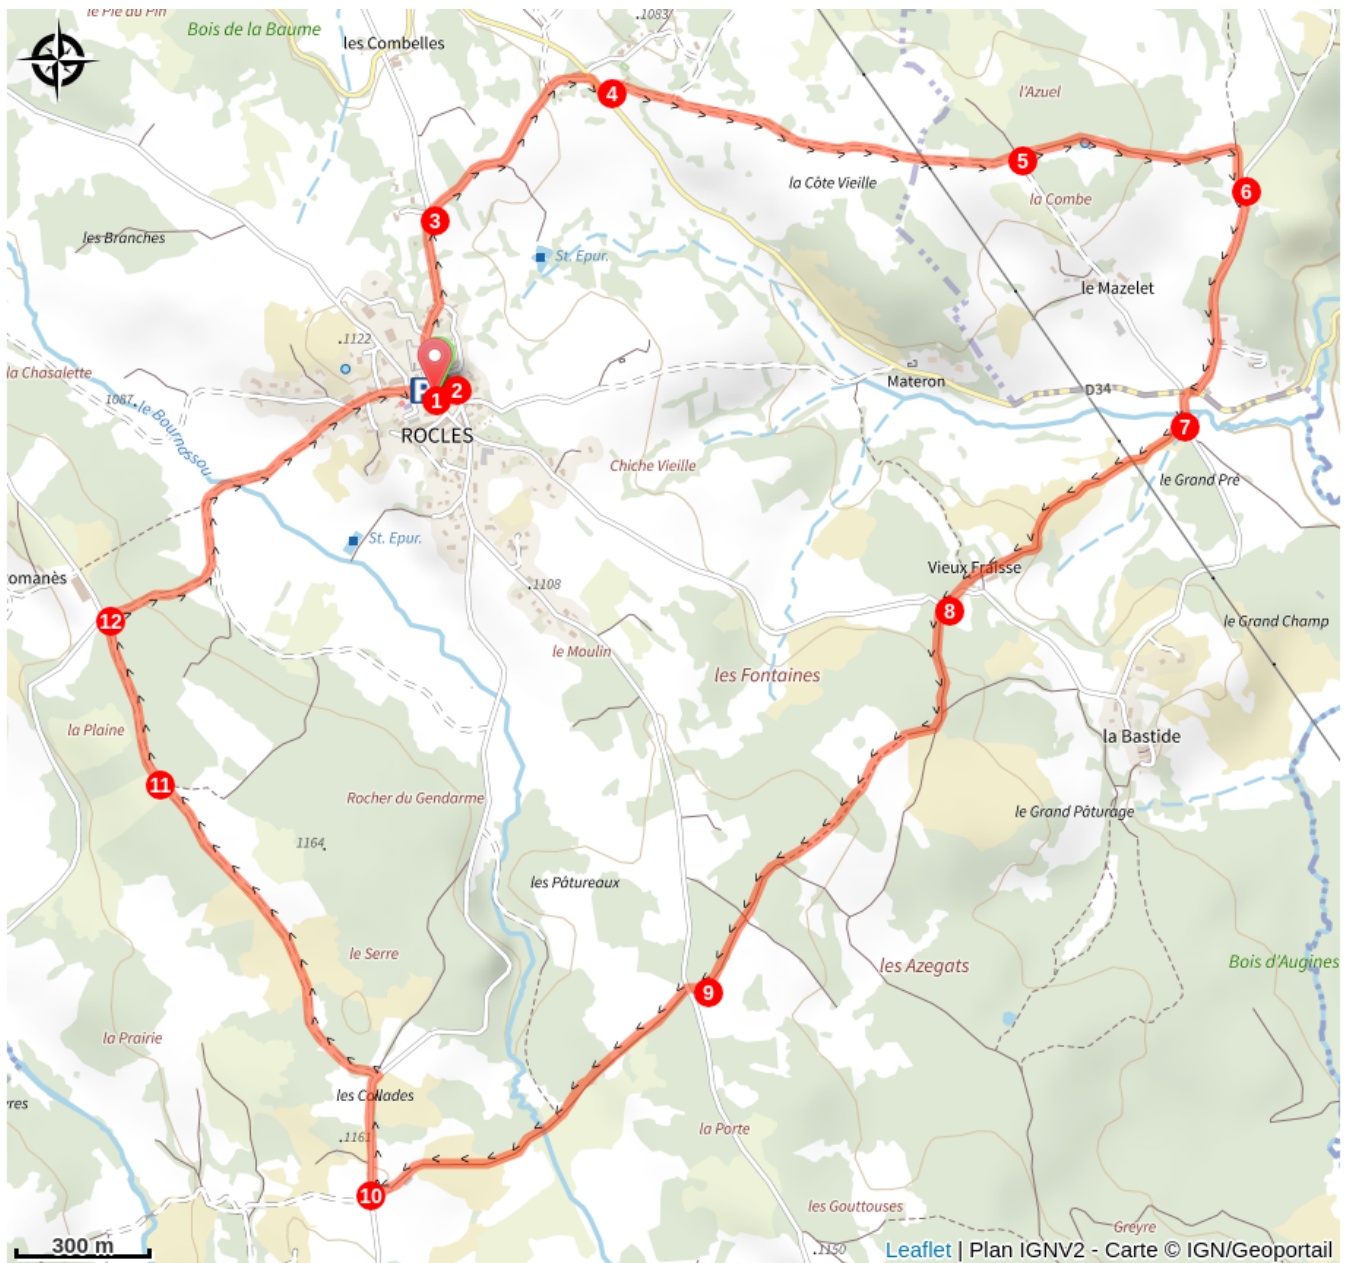 le Pié du Pin
Bois de la Baume
les Combelles
.1083
4
l'Azuel
5
la Côte Vieille
la Combe
6
3
les Branches
St. Epur.
le Mazelet
.1122
la Chasalette
1087.
le Bournassou
P
1
2
ROCLES
Materon
D34
7
Chiche Vieille
le Grand Pré
St. Epur.
omanès
.1108
Vieux Fraisse
8
12
le Grand Champ
le Moulin
les Fontaines
la Plaine
la Bastide
11
Rocher du Gendarme
le Grand Pâturage
1164.
les Pâtureaux
le Serre
les Azegats
Bois d'Augines
9
la Prairie
les Collades
vres
.1161
la Porte
10
les Gouttouses
Greyre
.1150
300 m
Leaflet | Plan IGNV2 - Carte © IGN/Geoportail